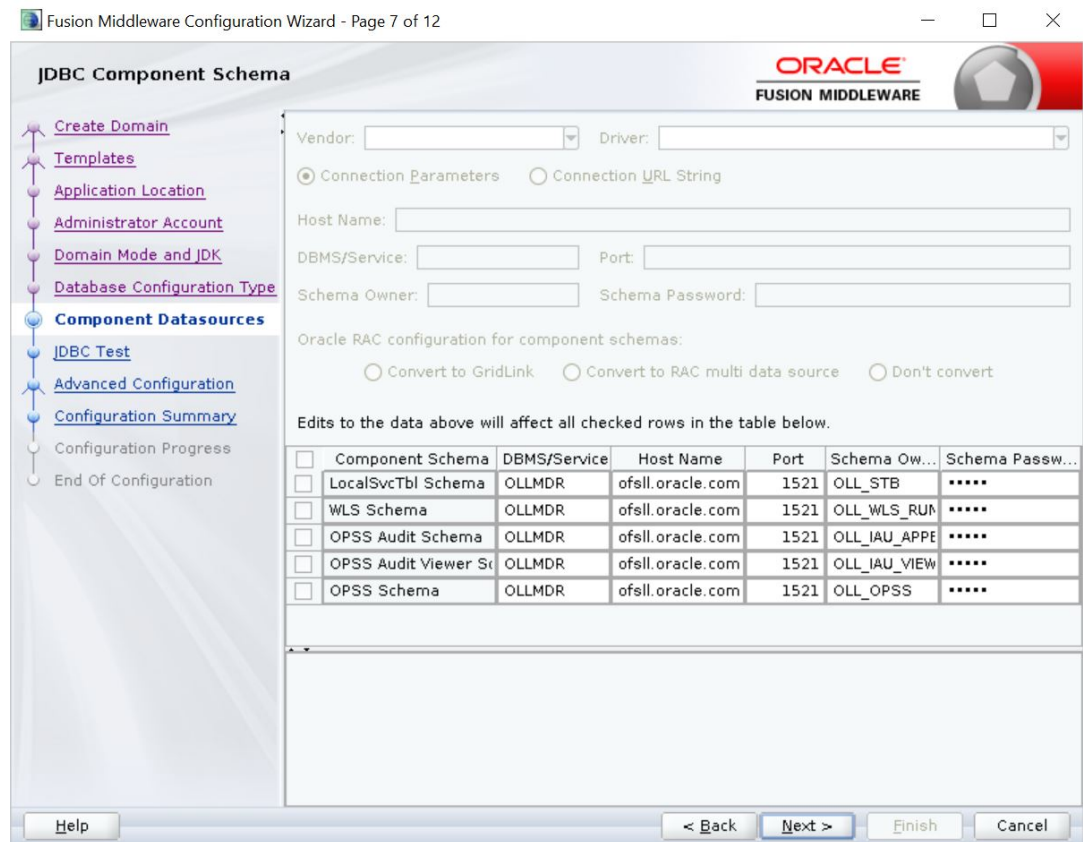 Fusion Middleware Configuration Wizard - Page 7 of 12
JDBC Component Schema
ORACLE
FUSION MIDDLEWARE
Create Domain
Templates
Application Location
Administrator Account
Domain Mode and JDK
Database Configuration Type
Component Datasources
JDBC Test
Advanced Configuration
Configuration Summary
Configuration Progress
End Of Configuration
Vendor: Driver:
Connection Parameters Connection URL String
Host Name:
DBMS/Service: Port:
Schema Owner: Schema Password:
Oracle RAC configuration for component schemas:
Convert to GridLink Convert to RAC multi data source Don't convert
Edits to the data above will affect all checked rows in the table below.
Component Schema DBMS/Service Host Name Port Schema Ow... Schema Passw...
LocalSvcTbl Schema OLLMDR ofsll.oracle.com 1521 OLL_STB •••••
WLS Schema OLLMDR ofsll.oracle.com 1521 OLL_WLS_RUN •••••
OPSS Audit Schema OLLMDR ofsll.oracle.com 1521 OLL_IAU_APPE •••••
OPSS Audit Viewer Sc OLLMDR ofsll.oracle.com 1521 OLL_IAU_VIEW •••••
OPSS Schema OLLMDR ofsll.oracle.com 1521 OLL_OPSS •••••
Help < Back Next > Finish Cancel